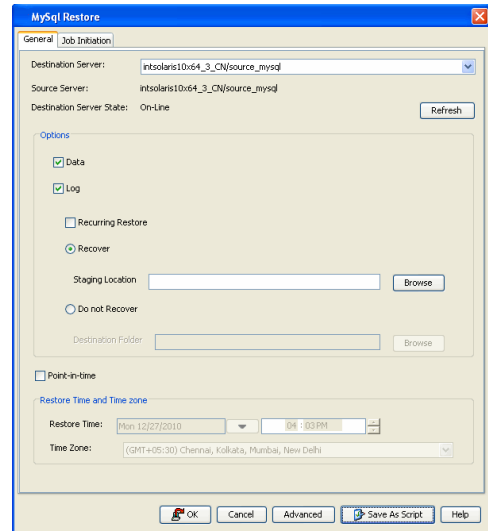 MySql Restore
General Job Initiation
Destination Server: intsolaris10x64_3_CN/source_mysql
Source Server: intsolaris10x64_3_CN/source_mysql
Destination Server State: On-Line Refresh
Options
Data
Log
Recurring Restore
Recover
Staging Location Browse
Do not Recover
Destination Folder Browse
Point-in-time
Restore Time and Time zone
Restore Time: Mon 12/27/2010 04 : 03 PM
Time Zone: (GMT+05:30) Chennai, Kolkata, Mumbai, New Delhi
OK Cancel Advanced Save As Script Help